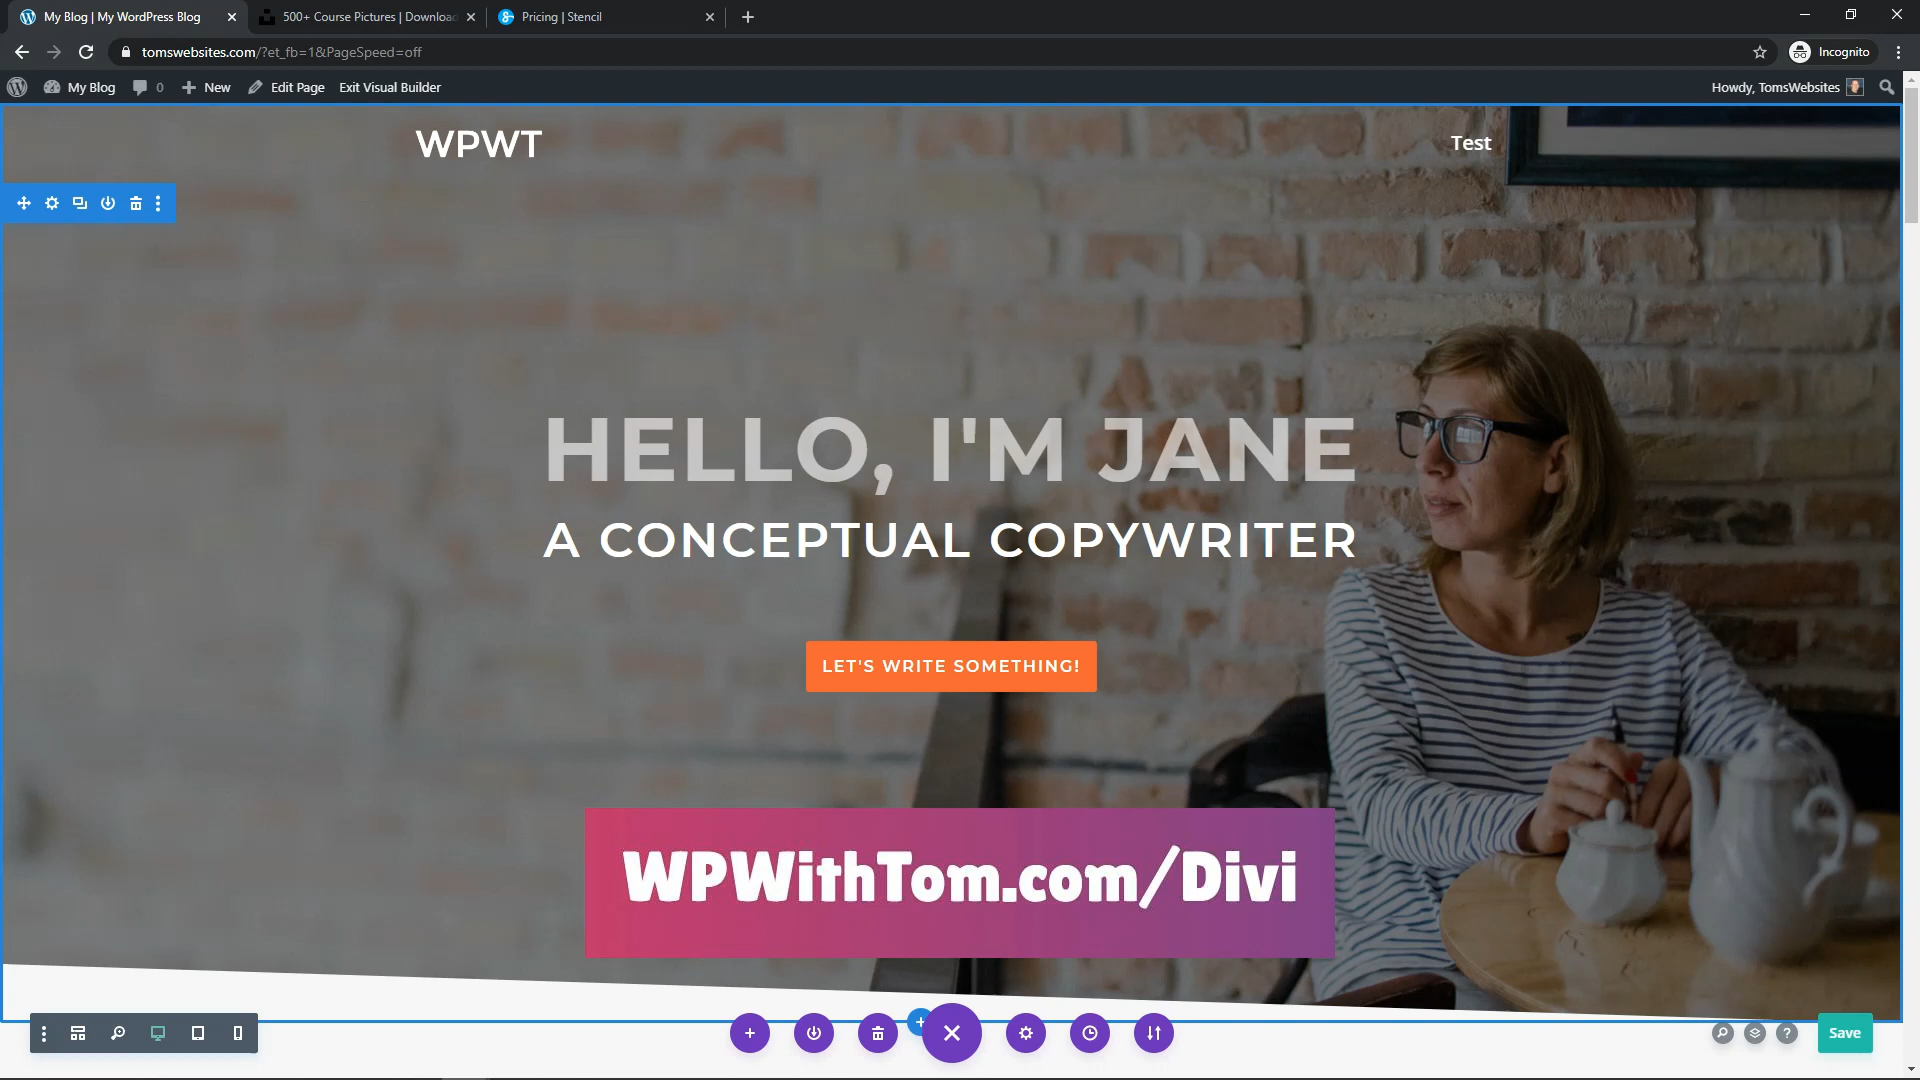 My Blog | My WordPress Blog
500+ Course Pictures | Download
Pricing | Stencil
tomswebsites.com/?et_fb=1&PageSpeed=off
Incognito
My Blog
0
New
Edit Page
Exit Visual Builder
Howdy, TomsWebsites
WPWT
Test
HELLO, I'M JANE
A CONCEPTUAL COPYWRITER
LET'S WRITE SOMETHING!
WPWithTom.com/Divi
Save